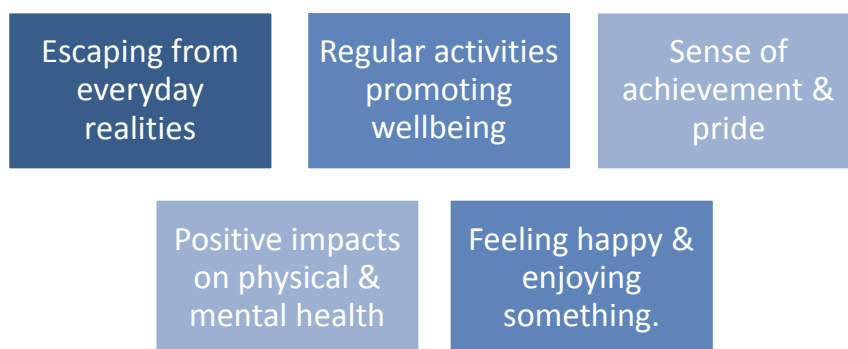 Escaping from
everyday
realities
Regular activities
promoting
wellbeing
Sense of
achievement &
pride
Positive impacts
on physical &
mental health
Feeling happy &
enjoying
something.